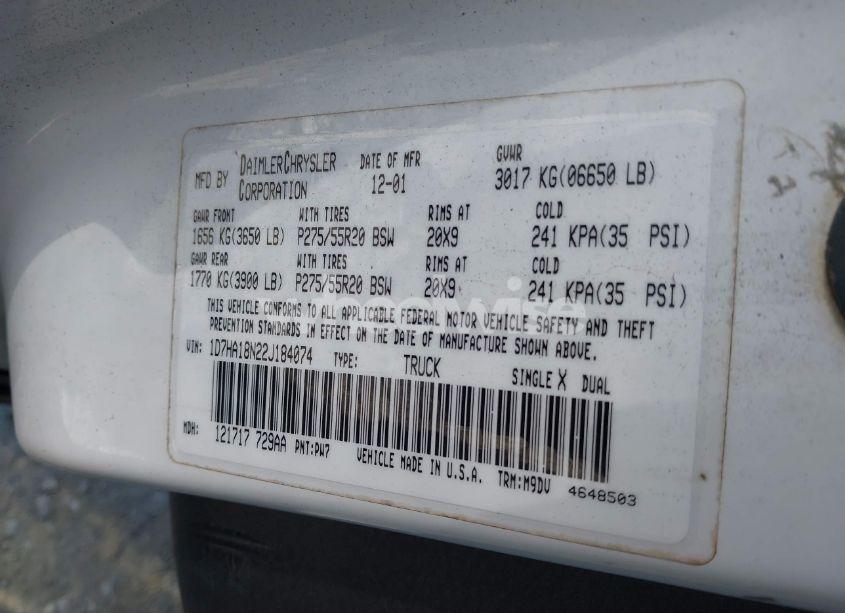 MFD BY DAIMLERCHRYSLER CORPORATION DATE OF MFR 12-01 GVWR 3017 KG(06650 LB)
GAWR FRONT WITH TIRES RIMS AT COLD
1656 KG(3650 LB) P275/55R20 BSW 20X9 241 KPA(35 PSI)
GAWR REAR WITH TIRES RIMS AT COLD
1770 KG(3900 LB) P275/55R20 BSW 20X9 241 KPA(35 PSI)
THIS VEHICLE CONFORMS TO ALL APPLICABLE FEDERAL MOTOR VEHICLE SAFETY AND THEFT
PREVENTION STANDARDS IN EFFECT ON THE DATE OF MANUFACTURE SHOWN ABOVE.
VIN: 1D7HA18N22J184074 TYPE: TRUCK SINGLE X DUAL
MDH: 121717 729AA PNT:PW7 VEHICLE MADE IN U.S.A. TRM:M9DV 4648503